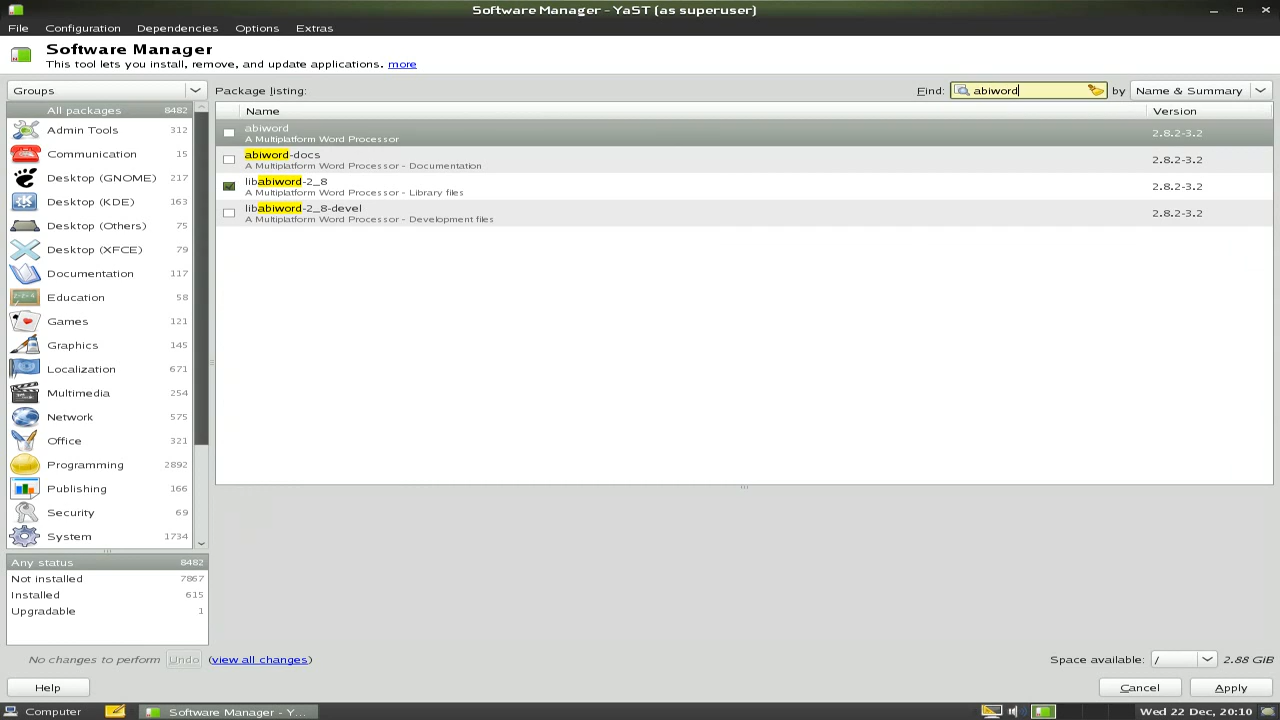 Software Manager - YaST (as superuser)
File Configuration Dependencies Options Extras
Software Manager
This tool lets you install, remove, and update applications. more
Groups
All packages 8482
Admin Tools 312
Communication 15
Desktop (GNOME) 217
Desktop (KDE) 163
Desktop (Others) 75
Desktop (XFCE) 79
Documentation 117
Education 58
Games 121
Graphics 145
Localization 671
Multimedia 254
Network 575
Office 321
Programming 2892
Publishing 166
Security 69
System 1734
Any status 8482
Not installed 7867
Installed 615
Upgradable 1
Package listing:
Find: abiword by Name & Summary
Name Version
abiword 2.8.2-3.2
A Multiplatform Word Processor
abiword-docs 2.8.2-3.2
A Multiplatform Word Processor - Documentation
libabiword-2_8 2.8.2-3.2
A Multiplatform Word Processor - Library files
libabiword-2_8-devel 2.8.2-3.2
A Multiplatform Word Processor - Development files
No changes to perform Undo (view all changes)
Space available: / 2.88 GiB
Help Cancel Apply
Computer Software Manager - Y... Wed 22 Dec, 20:10